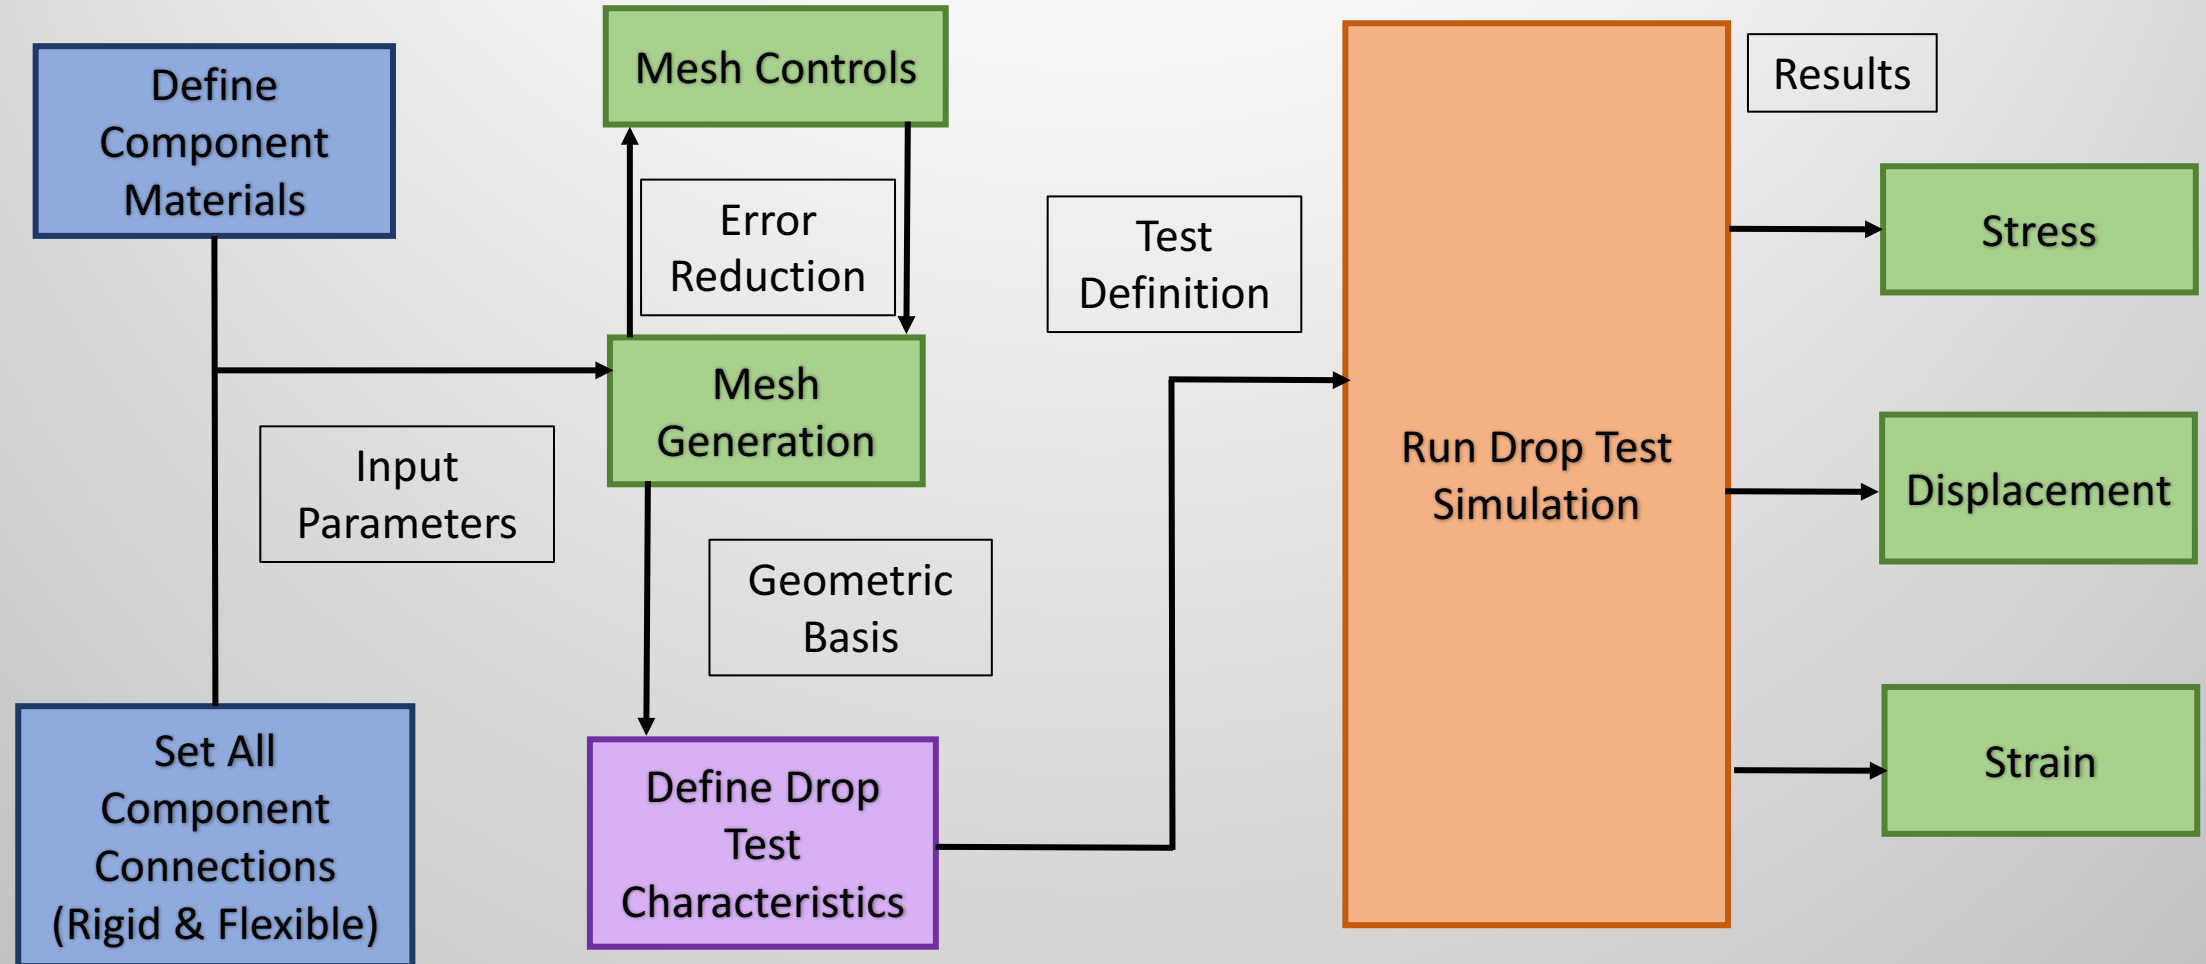 Define
Component
Materials
Set All
Component
Connections
(Rigid & Flexible)
Input
Parameters
Mesh Controls
Error
Reduction
Mesh
Generation
Geometric
Basis
Define Drop
Test
Characteristics
Test
Definition
Run Drop Test
Simulation
Results
Stress
Displacement
Strain